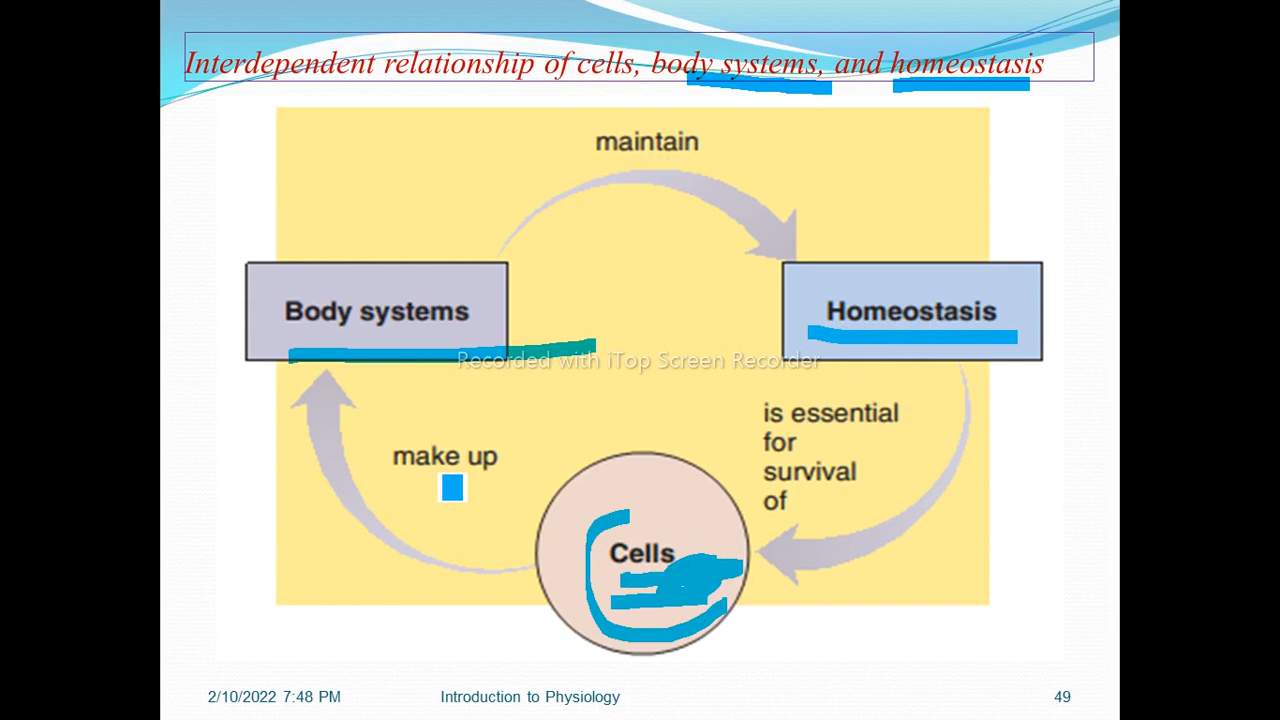 Interdependent relationship of cells, body systems, and homeostasis
maintain
Body systems
Homeostasis
Recorded with iTop Screen Recorder
is essential
for
survival
of
make up
Cells
2/10/2022 7:48 PM
Introduction to Physiology
49